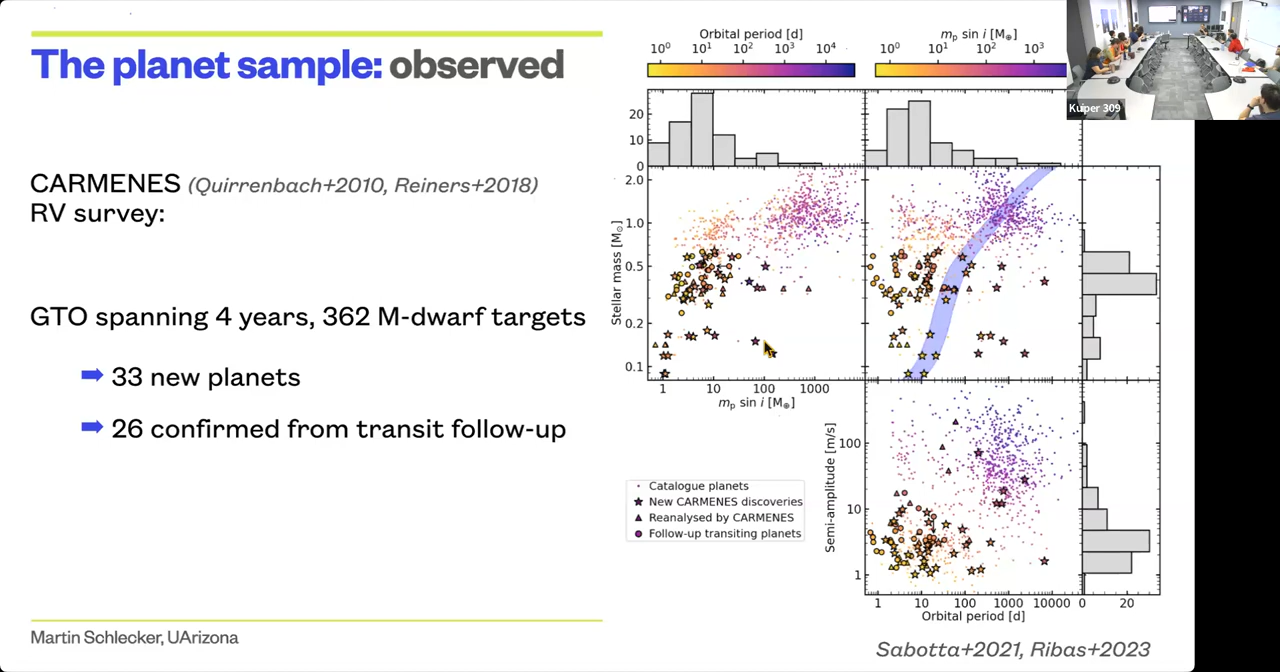 The planet sample: observed
CARMENES (Quirrenbach+2010, Reiners+2018)
RV survey:
GTO spanning 4 years, 362 M-dwarf targets
➡ 33 new planets
➡ 26 confirmed from transit follow-up
Martin Schlecker, UArizona
Orbital period [d]
10⁰ 10¹ 10² 10³ 10⁴
mₚ sin i [M⊕]
10⁰ 10¹ 10² 10³
Kuiper 309
20
10
0
Stellar mass [M⊙]
2.0
1.0
0.5
0.2
0.1
1 10 100 1000
mₚ sin i [M⊕]
Catalogue planets
New CARMENES discoveries
Reanalysed by CARMENES
Follow-up transiting planets
Semi-amplitude [m/s]
100
10
1
1 10 100 1000 10000 0 20
Orbital period [d]
Sabotta+2021, Ribas+2023